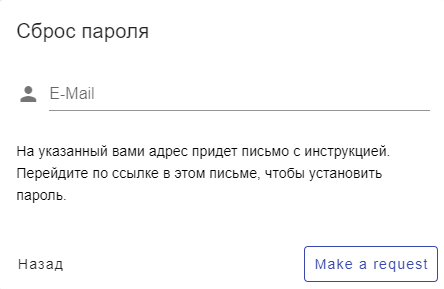 Сброс пароля
E-Mail
На указанный вами адрес придет письмо с инструкцией.
Перейдите по ссылке в этом письме, чтобы установить
пароль.
Назад
Make a request